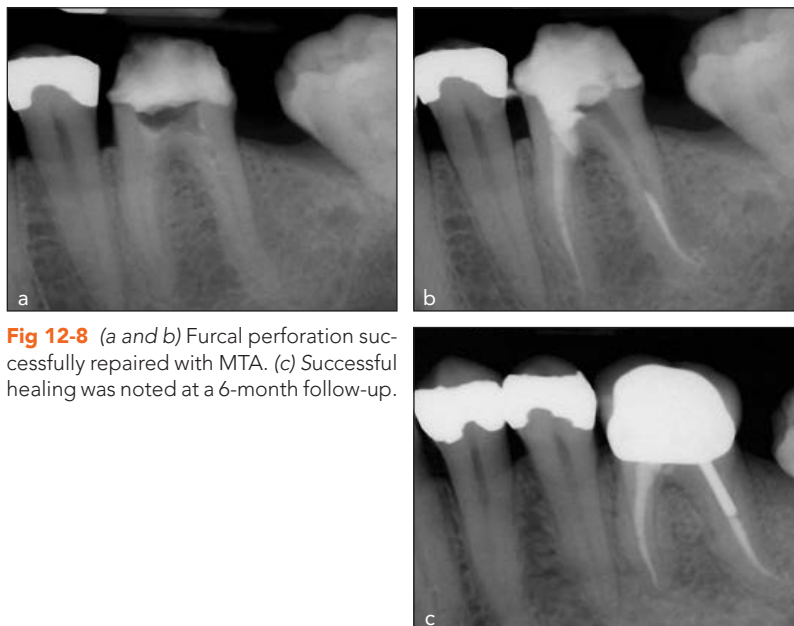 a
b
Fig 12-8 (a and b) Furcal perforation suc-
cessfully repaired with MTA. (c) Successful
healing was noted at a 6-month follow-up.
c